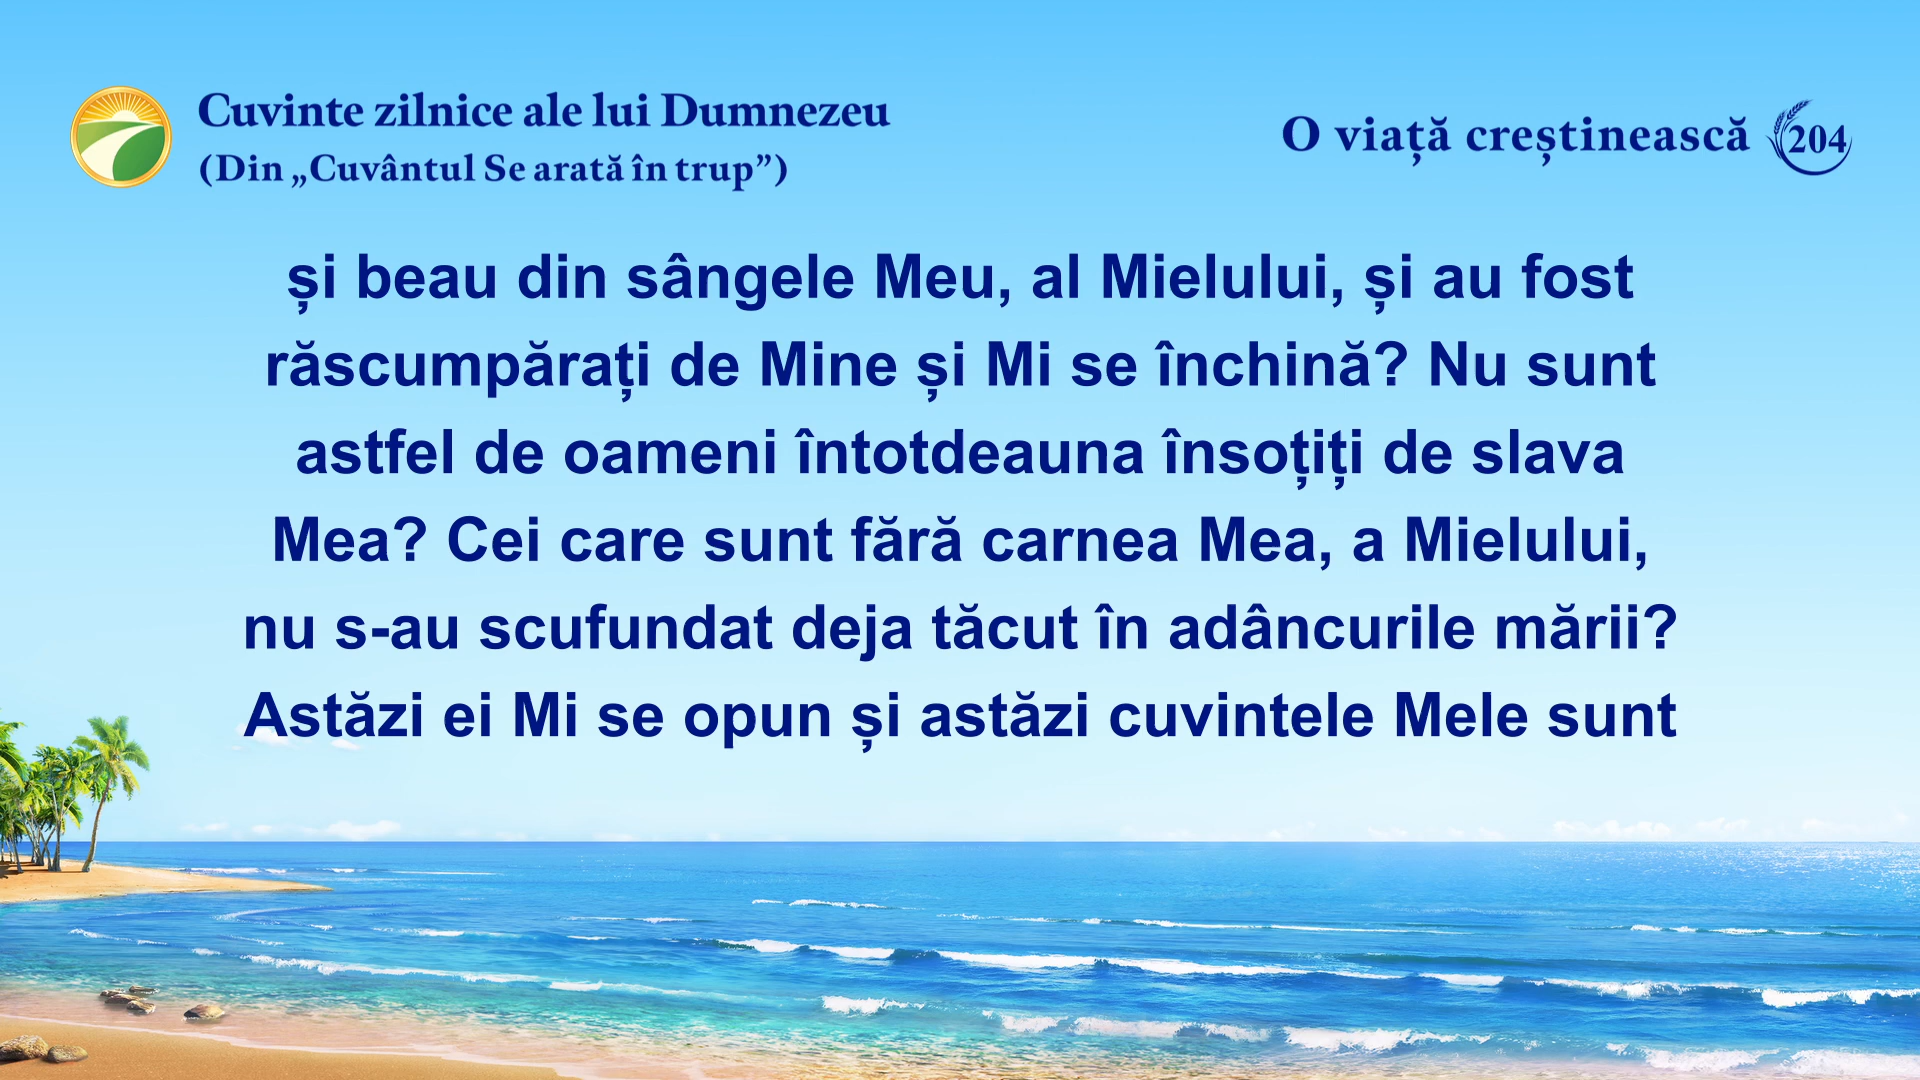 Cuvinte zilnice ale lui Dumnezeu
(Din „Cuvântul Se arată în trup”)
O viață creștinească 204
și beau din sângele Meu, al Mielului, și au fost
răscumpărați de Mine și Mi se închină? Nu sunt
astfel de oameni întotdeauna însoțiți de slava
Mea? Cei care sunt fără carnea Mea, a Mielului,
nu s-au scufundat deja tăcut în adâncurile mării?
Astăzi ei Mi se opun și astăzi cuvintele Mele sunt